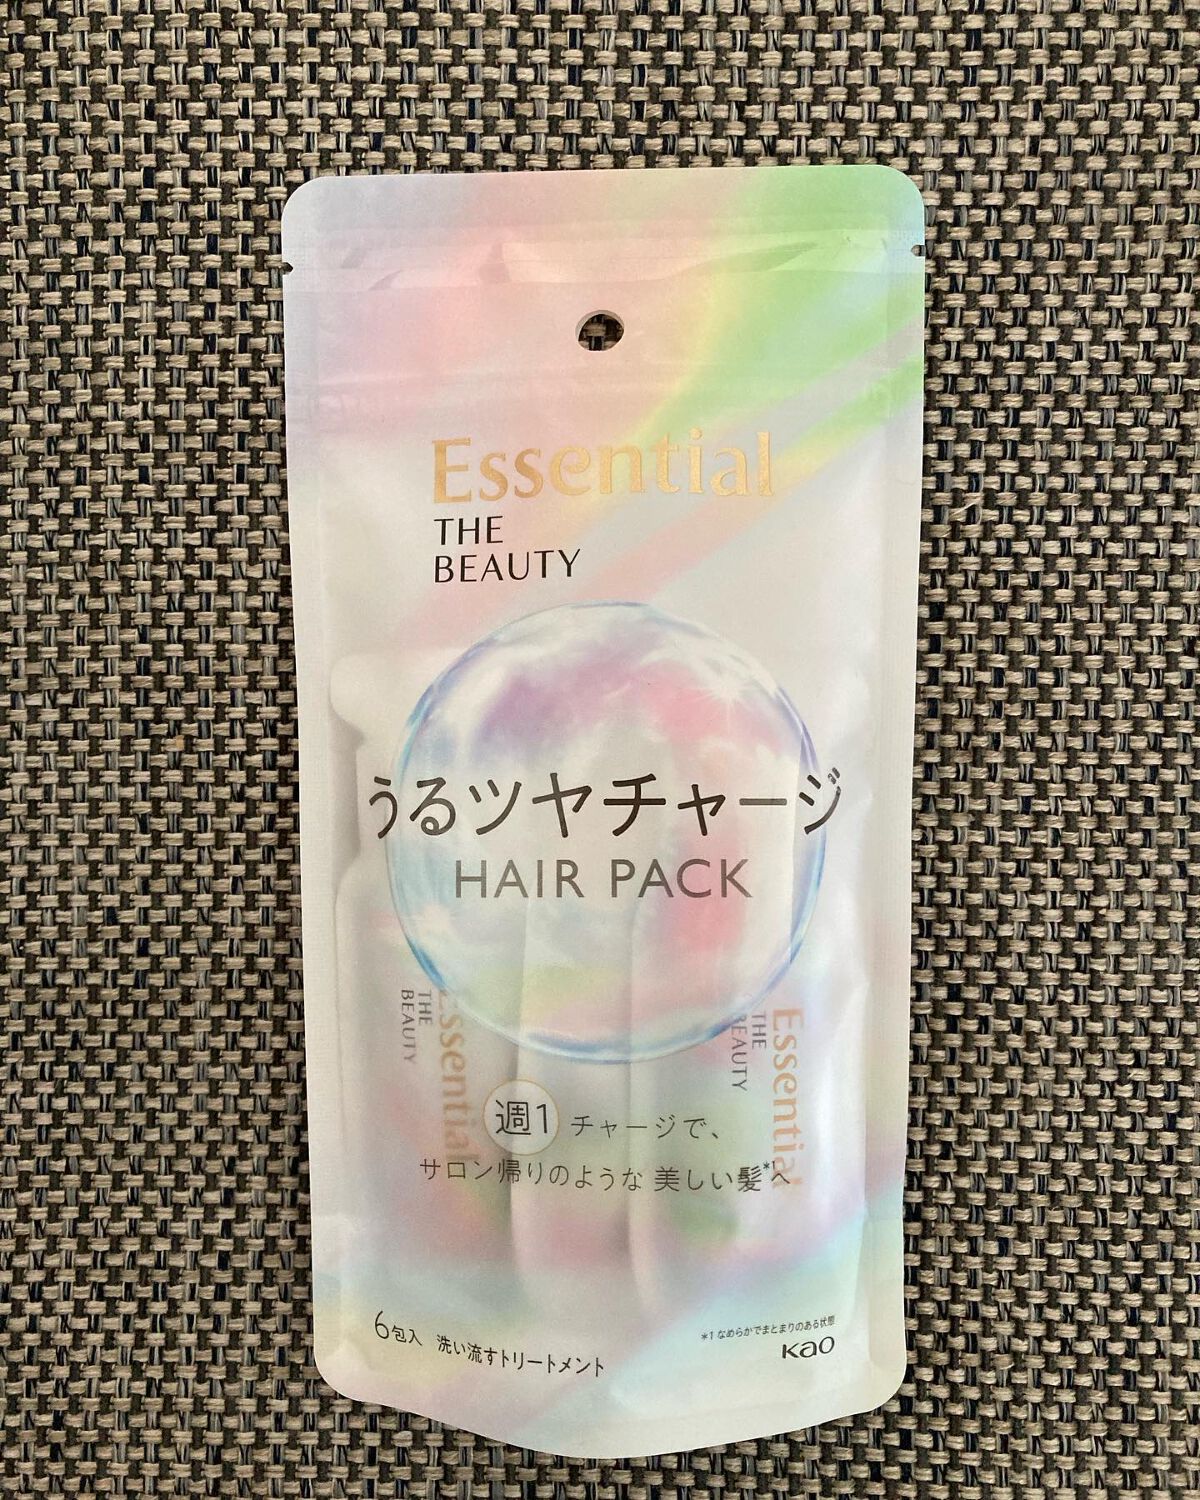 Essential
THE
BEAUTY
うるツヤチャージ
HAIR PACK
THE
BEAUTY
Essential
THE
BEAUTY
Essential
週1 チャージで、
サロン帰りのような 美しい髪*¹へ
6包入 洗い流すトリートメント
*1 なめらかでまとまりのある状態
Kao